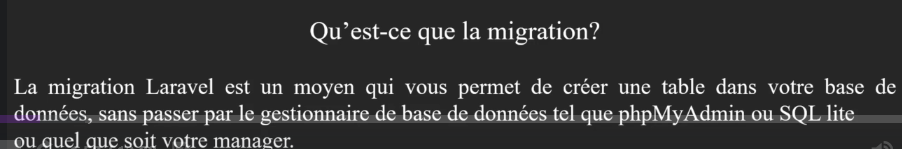 Qu’est-ce que la migration?
La migration Laravel est un moyen qui vous permet de créer une table dans votre base de
données, sans passer par le gestionnaire de base de données tel que phpMyAdmin ou SQL lite
ou quel que soit votre manager.